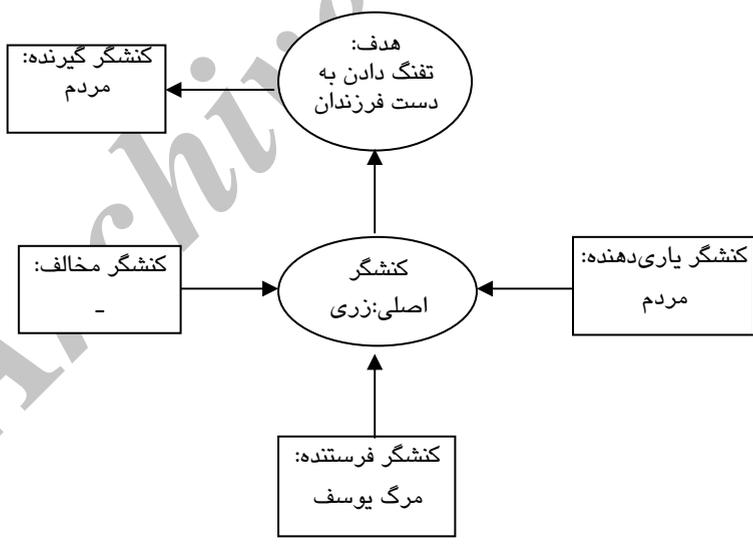 هدف:
تفنگ دادن به
دست فرزندان
کنشگر گیرنده:
مردم
کنشگر یاری‌دهنده:
مردم
کنشگر
اصلی:زری
کنشگر مخالف:
-
کنشگر فرستنده:
مرگ یوسف
Archive